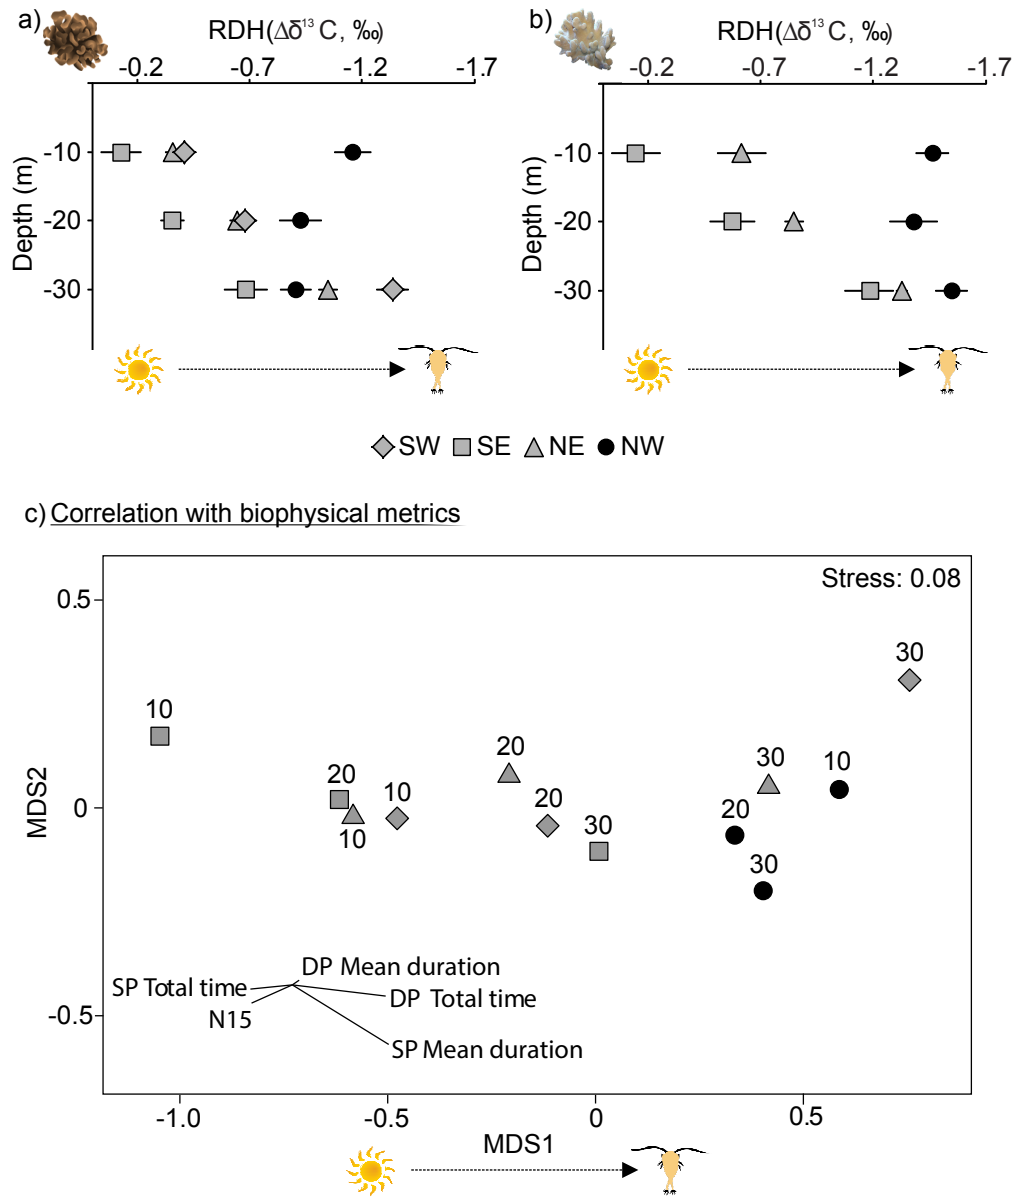 a)
RDH(Δδ¹³ C, ‰)
-0.2 -0.7 -1.2 -1.7
Depth (m)
-10
-20
-30
b)
RDH(Δδ¹³ C, ‰)
-0.2 -0.7 -1.2 -1.7
Depth (m)
-10
-20
-30
SW SE NE NW
c) Correlation with biophysical metrics
Stress: 0.08
MDS2
0.5
0
-0.5
30
10
20
30
10
20
10
20
20
10
30
30
DP Mean duration
SP Total time
DP Total time
N15
SP Mean duration
-1.0 -0.5 0 0.5
MDS1